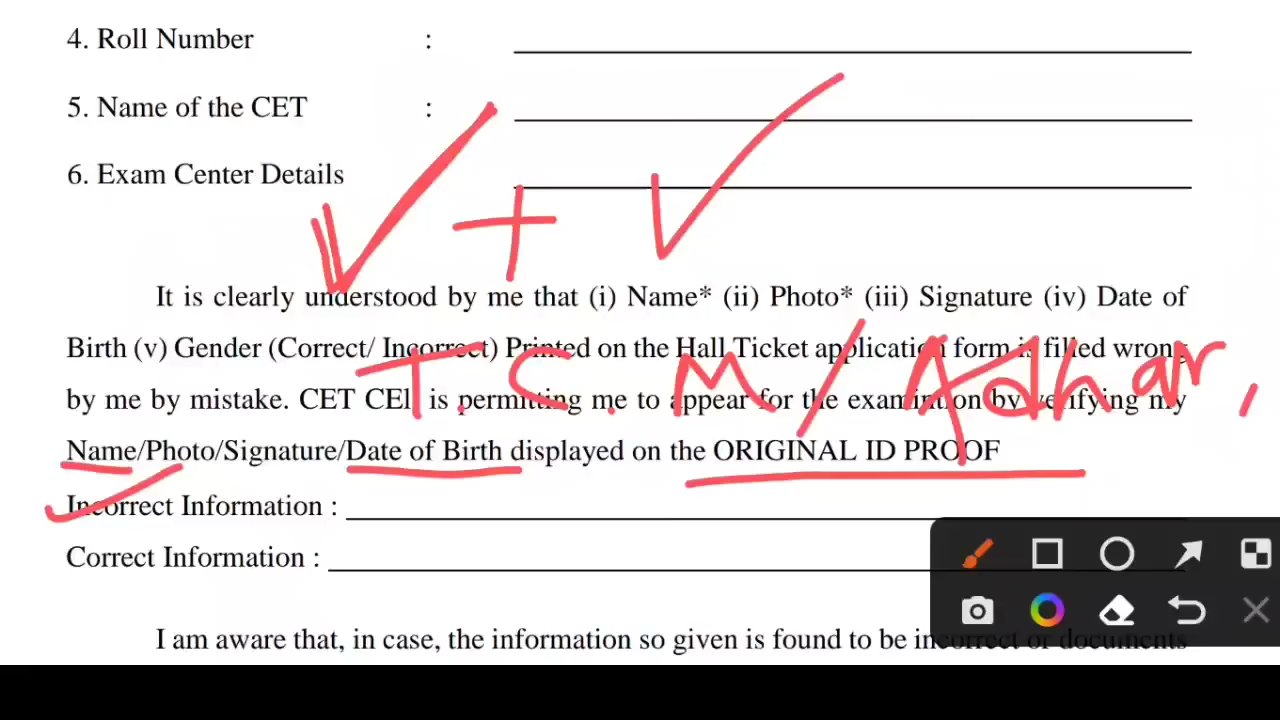 4. Roll Number :
5. Name of the CET :
6. Exam Center Details
It is clearly understood by me that (i) Name* (ii) Photo* (iii) Signature (iv) Date of
Birth (v) Gender (Correct/ Incorrect) Printed on the Hall Ticket application form is filled wrong
T. C. M / Adhar,
by me by mistake. CET CEL is permitting me to appear for the examintion by verifying my
Name/Photo/Signature/Date of Birth displayed on the ORIGINAL ID PROOF
Incorrect Information :
Correct Information :
I am aware that, in case, the information so given is found to be incorrect or documents